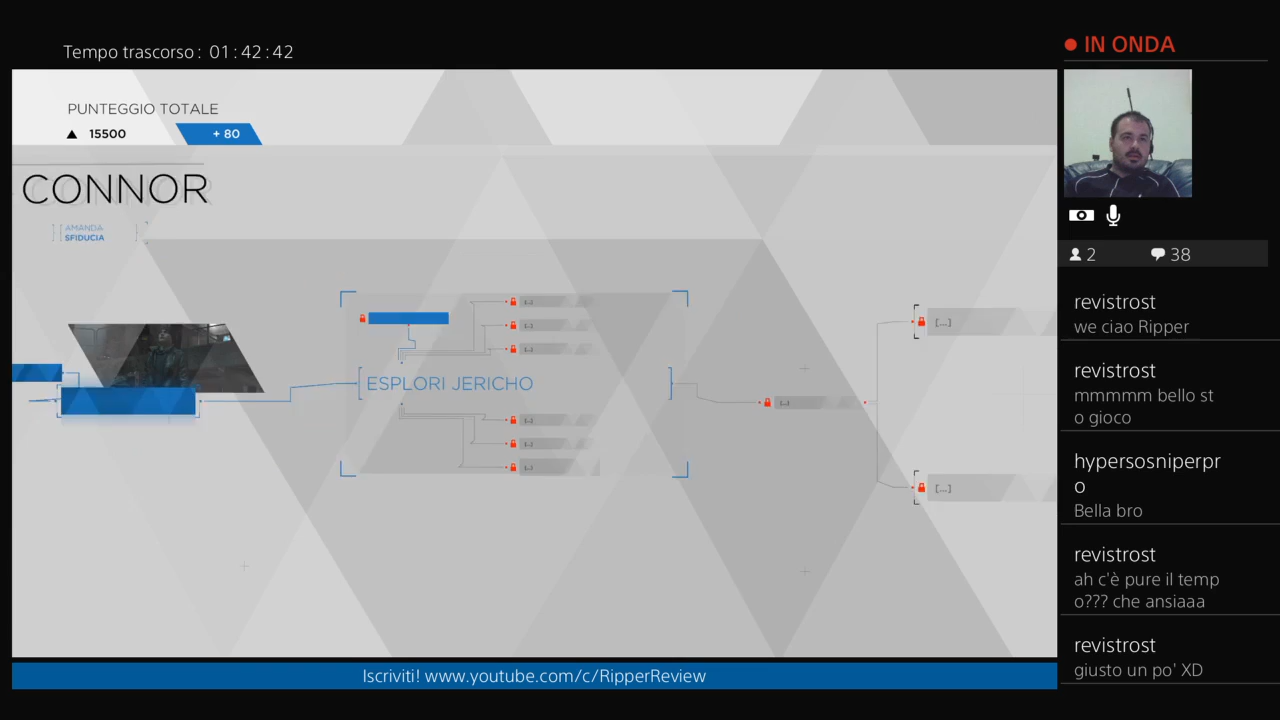 Tempo trascorso : 01 : 42 : 42
PUNTEGGIO TOTALE
15500
+ 80
CONNOR
AMANDA
SFIDUCIA
[...]
[...]
[...]
ESPLORI JERICHO
[...]
[...]
[...]
[...]
[...]
[...]
Iscriviti! www.youtube.com/c/RipperReview
IN ONDA
2
38
revistrost
we ciao Ripper
revistrost
mmmmm bello st
o gioco
hypersosniperpr
o
Bella bro
revistrost
ah c'è pure il temp
o??? che ansiaaa
revistrost
giusto un po' XD